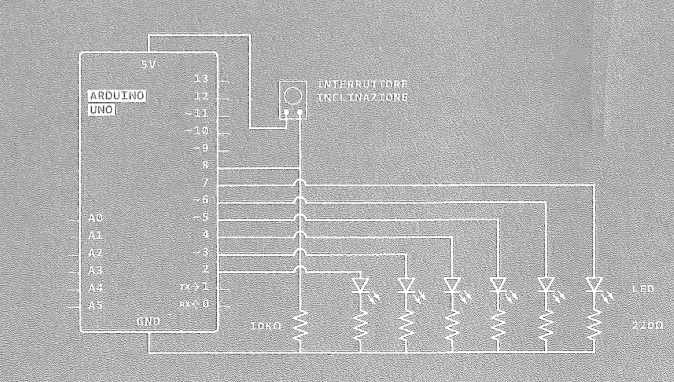 5V
ARDUINO
UNO
13
12
~11
~10
~9
8
7
~6
~5
4
~3
2
TX→1
RX←0
A0
A1
A2
A3
A4
A5
GND
INTERRUTTORE
INCLINAZIONE
10KΩ
LED
220Ω